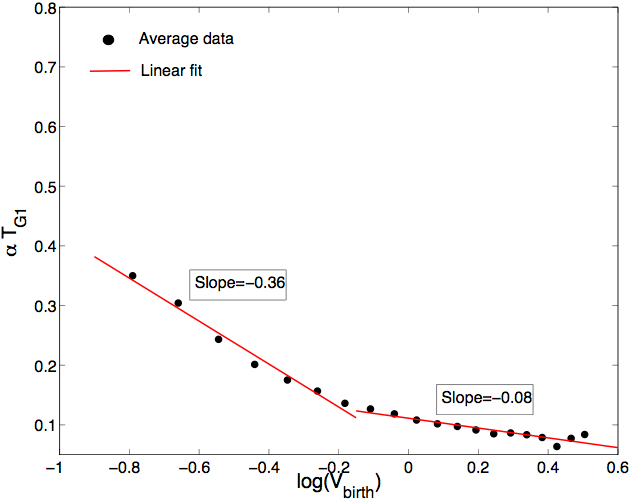 0.8
Average data
Linear fit
0.7
0.6
0.5
0.4
α T_G1
Slope=−0.36
0.3
0.2
Slope=−0.08
0.1
−1 −0.8 −0.6 −0.4 −0.2 0 0.2 0.4 0.6
log(V_birth)